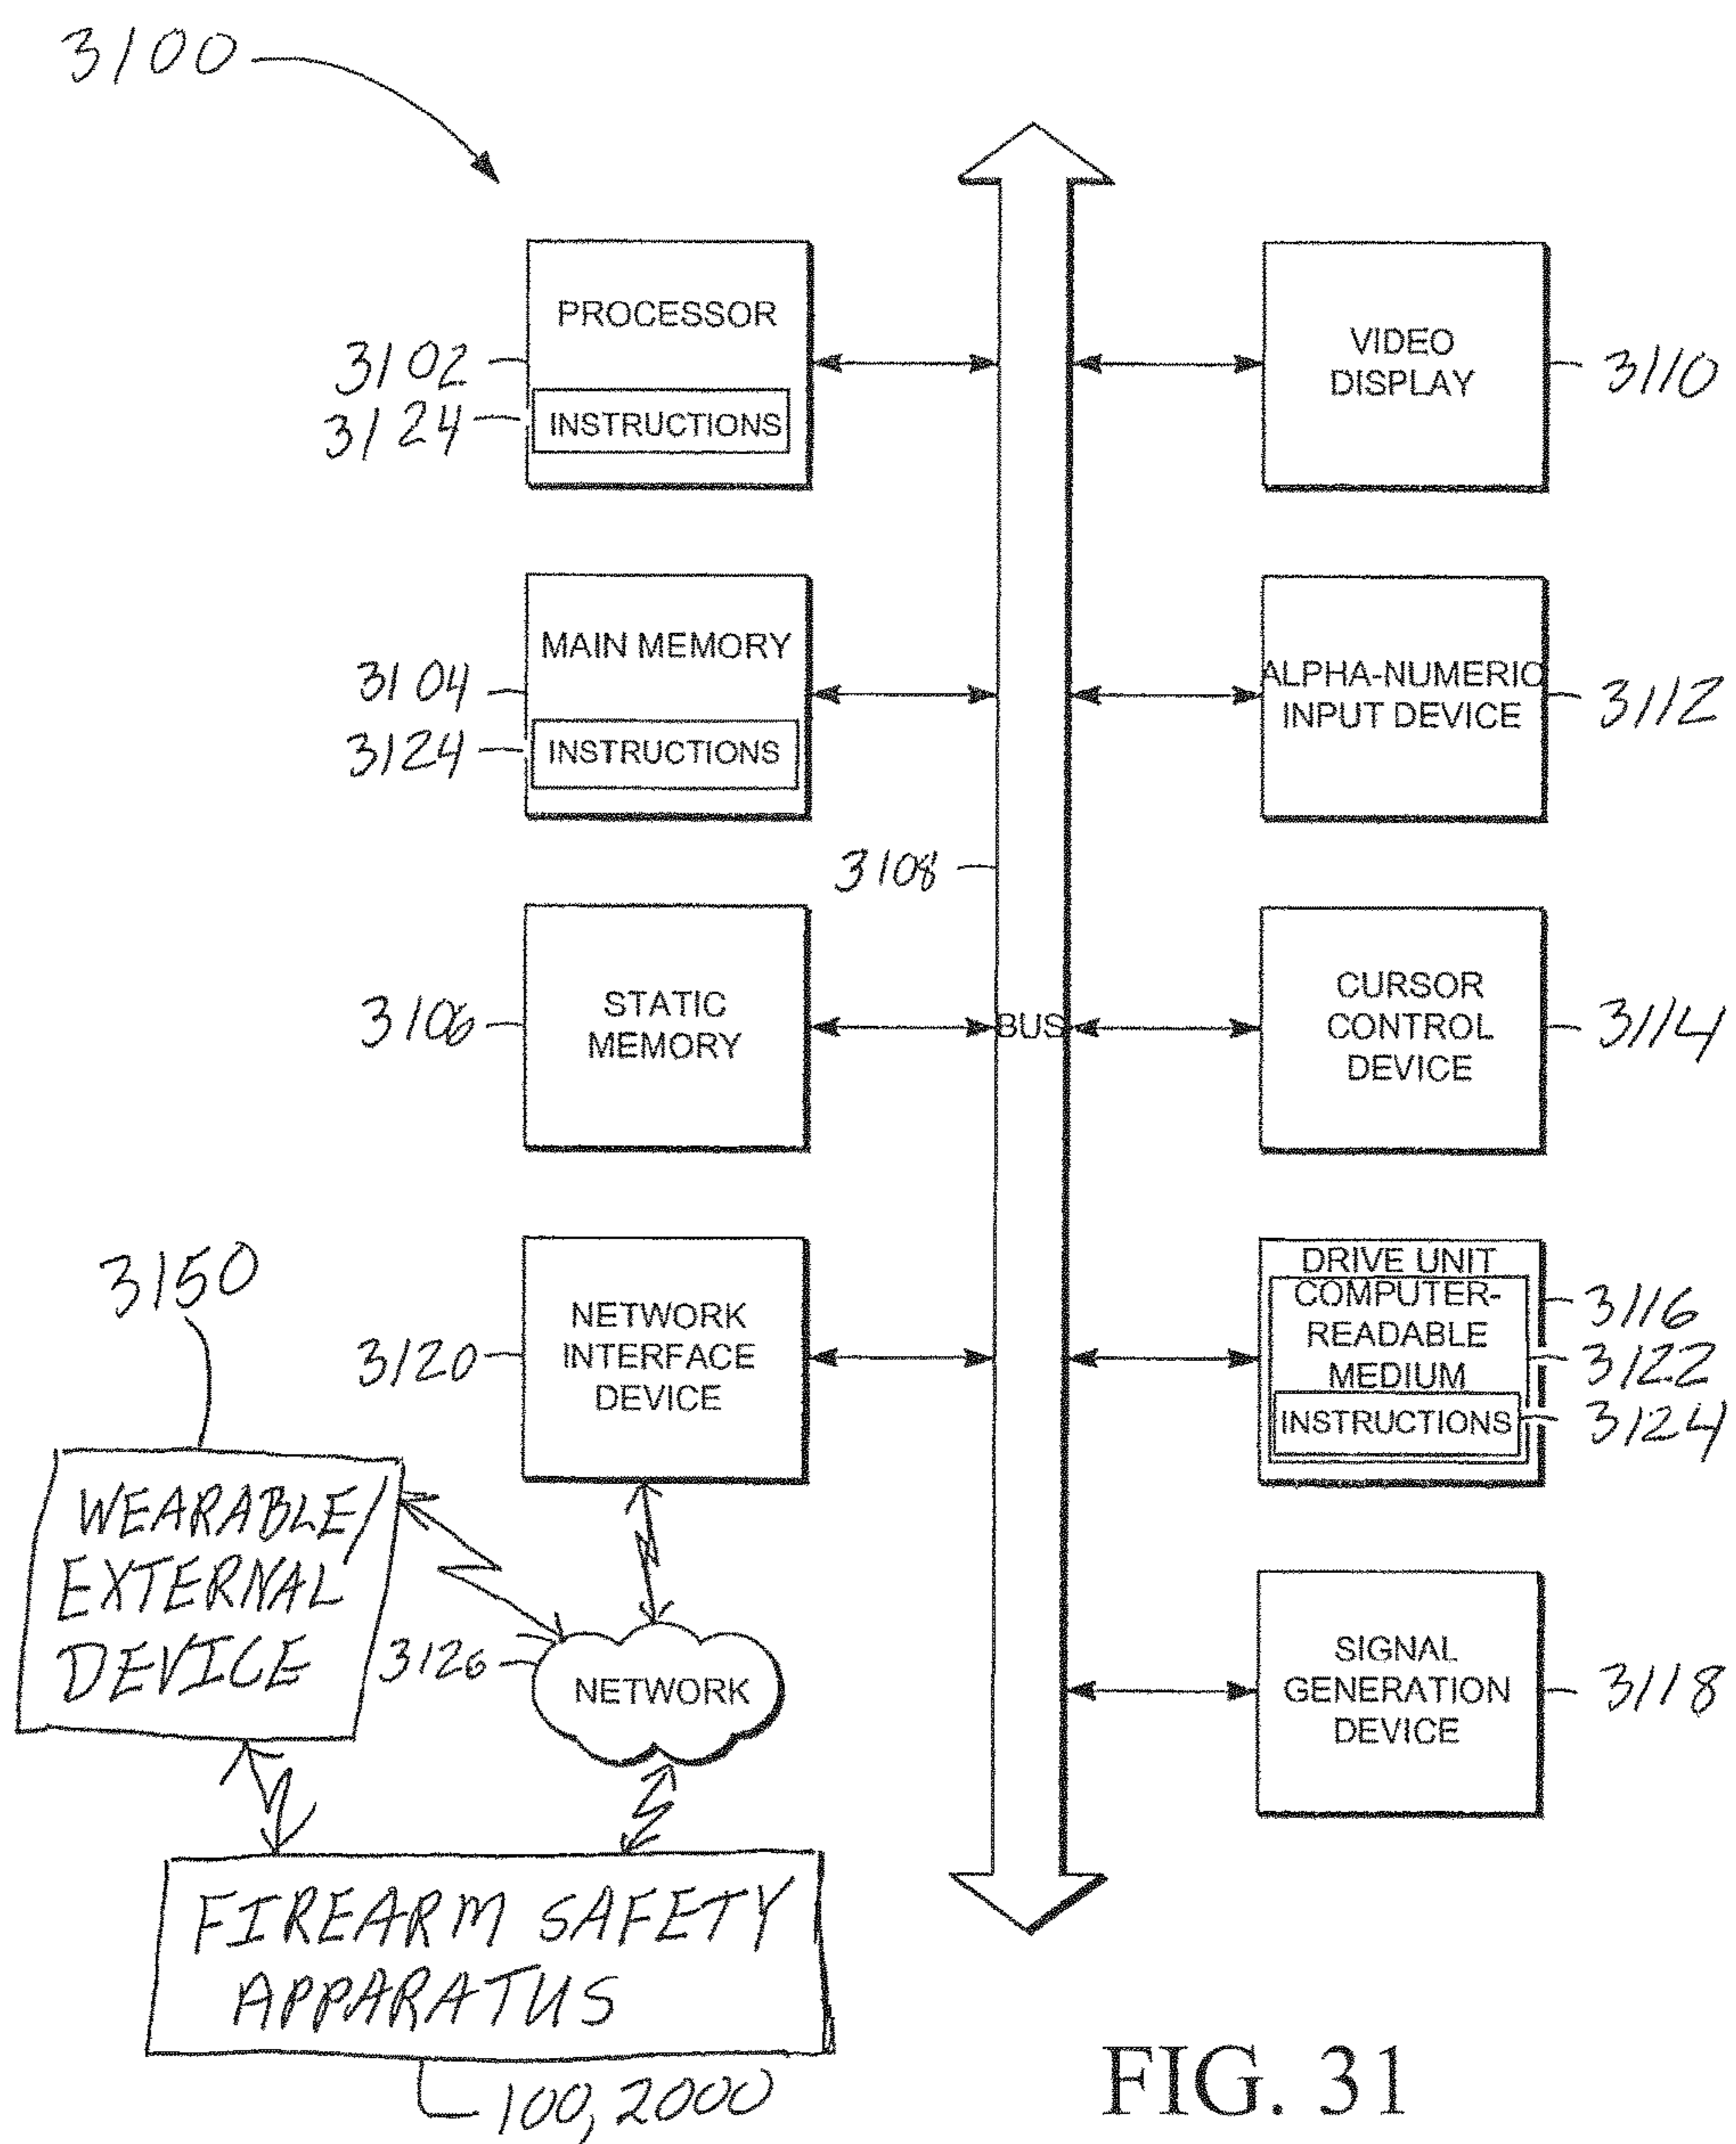 3100
PROCESSOR
3102
3124
INSTRUCTIONS
VIDEO
DISPLAY
3110
MAIN MEMORY
3104
3124
INSTRUCTIONS
ALPHA-NUMERIC
INPUT DEVICE
3112
3108
BUS
STATIC
MEMORY
3106
CURSOR
CONTROL
DEVICE
3114
3150
NETWORK
INTERFACE
DEVICE
3120
DRIVE UNIT
COMPUTER-
READABLE
MEDIUM
INSTRUCTIONS
3116
3122
3124
WEARABLE/
EXTERNAL
DEVICE
3126
NETWORK
SIGNAL
GENERATION
DEVICE
3118
FIREARM SAFETY
APPARATUS
100, 2000
FIG. 31